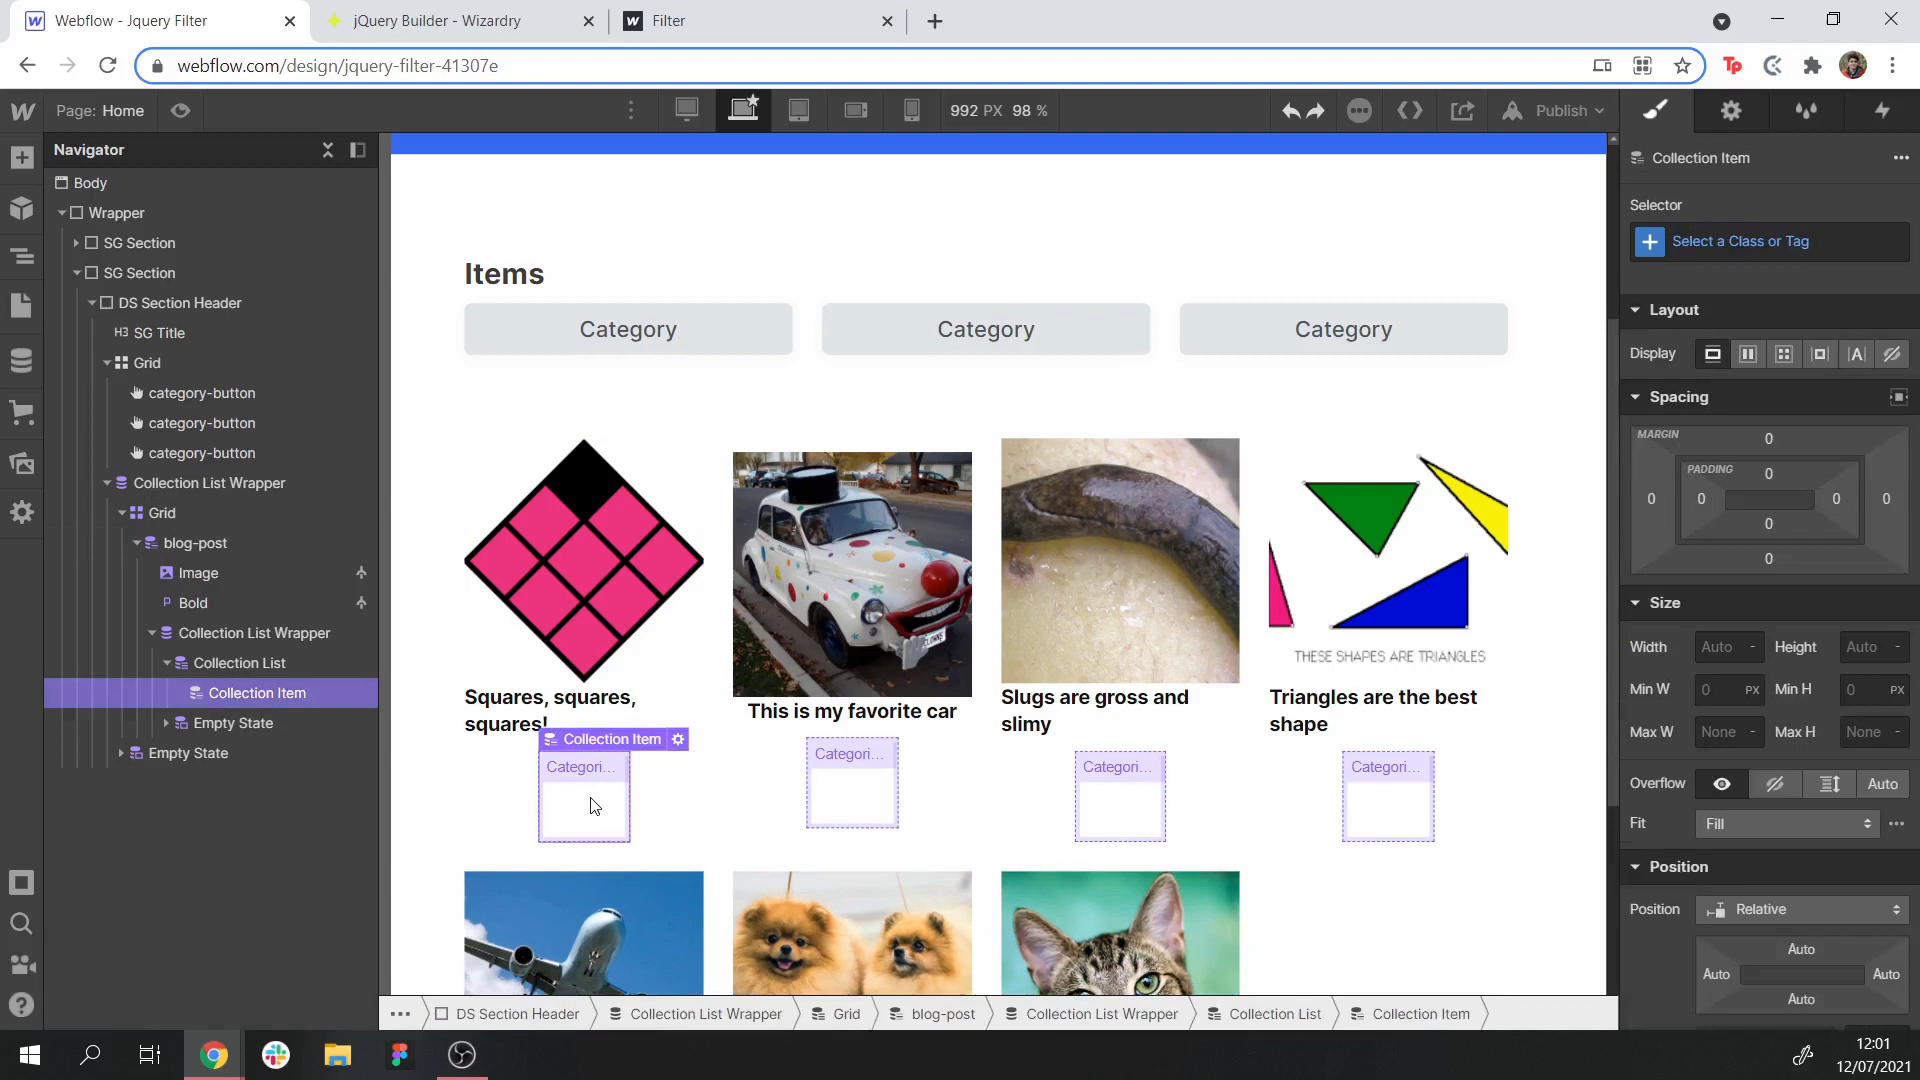 Webflow - Jquery Filter
jQuery Builder - Wizardry
Filter
webflow.com/design/jquery-filter-41307e
Page: Home
992 PX 98 %
Publish
Navigator
Body
Wrapper
SG Section
SG Section
DS Section Header
H3 SG Title
Grid
category-button
category-button
category-button
Collection List Wrapper
Grid
blog-post
Image
P Bold
Collection List Wrapper
Collection List
Collection Item
Empty State
Empty State
Items
Category
Category
Category
THESE SHAPES ARE TRIANGLES
Squares, squares,
squares!
This is my favorite car
Slugs are gross and
slimy
Triangles are the best
shape
Collection Item
Categori...
Categori...
Categori...
Categori...
DS Section Header
Collection List Wrapper
Grid
blog-post
Collection List Wrapper
Collection List
Collection Item
Collection Item
Selector
Select a Class or Tag
Layout
Display
Spacing
MARGIN
0
PADDING
0
0
0
0
0
0
0
Size
Width Auto - Height Auto -
Min W 0 PX Min H 0 PX
Max W None - Max H None -
Overflow Auto
Fit Fill
Position
Position Relative
Auto
Auto
Auto
Auto
12:01
12/07/2021